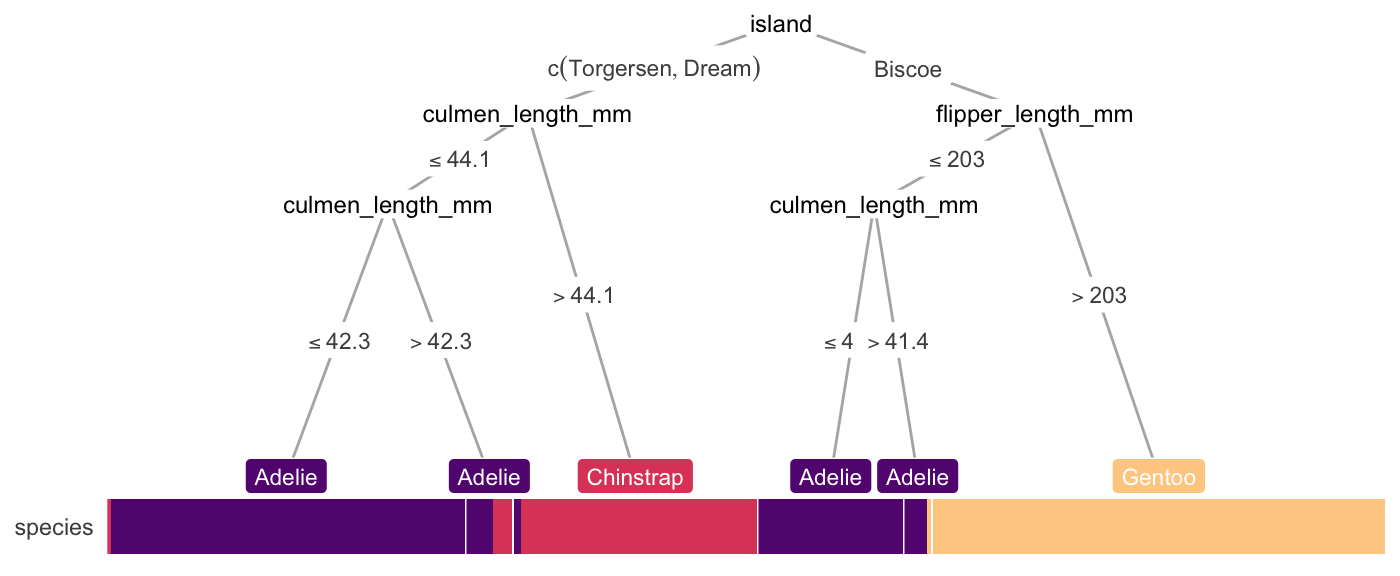 island
c(Torgersen, Dream) Biscoe
culmen_length_mm flipper_length_mm
≤ 44.1 ≤ 203
culmen_length_mm culmen_length_mm
> 44.1 > 203
≤ 42.3 > 42.3 ≤ 4 > 41.4
Adelie Adelie Chinstrap Adelie Adelie Gentoo
species